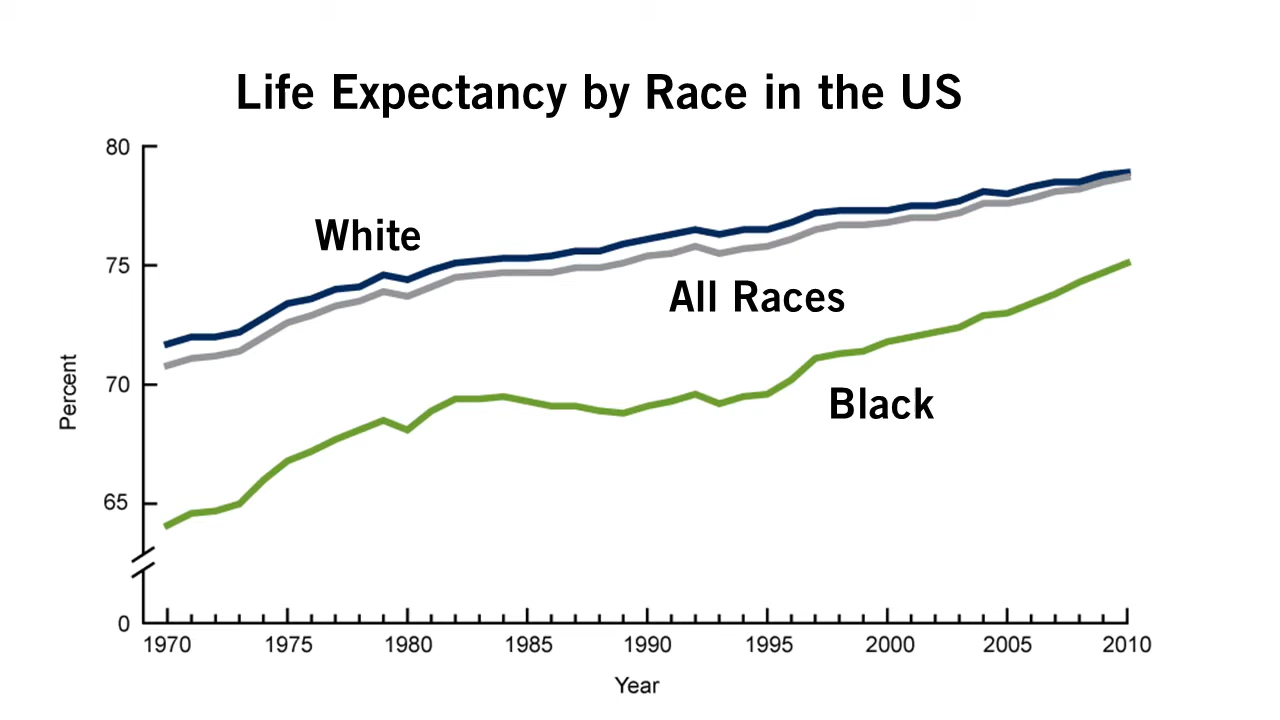 Life Expectancy by Race in the US
80
White
75
All Races
Percent
70
Black
65
0
1970 1975 1980 1985 1990 1995 2000 2005 2010
Year